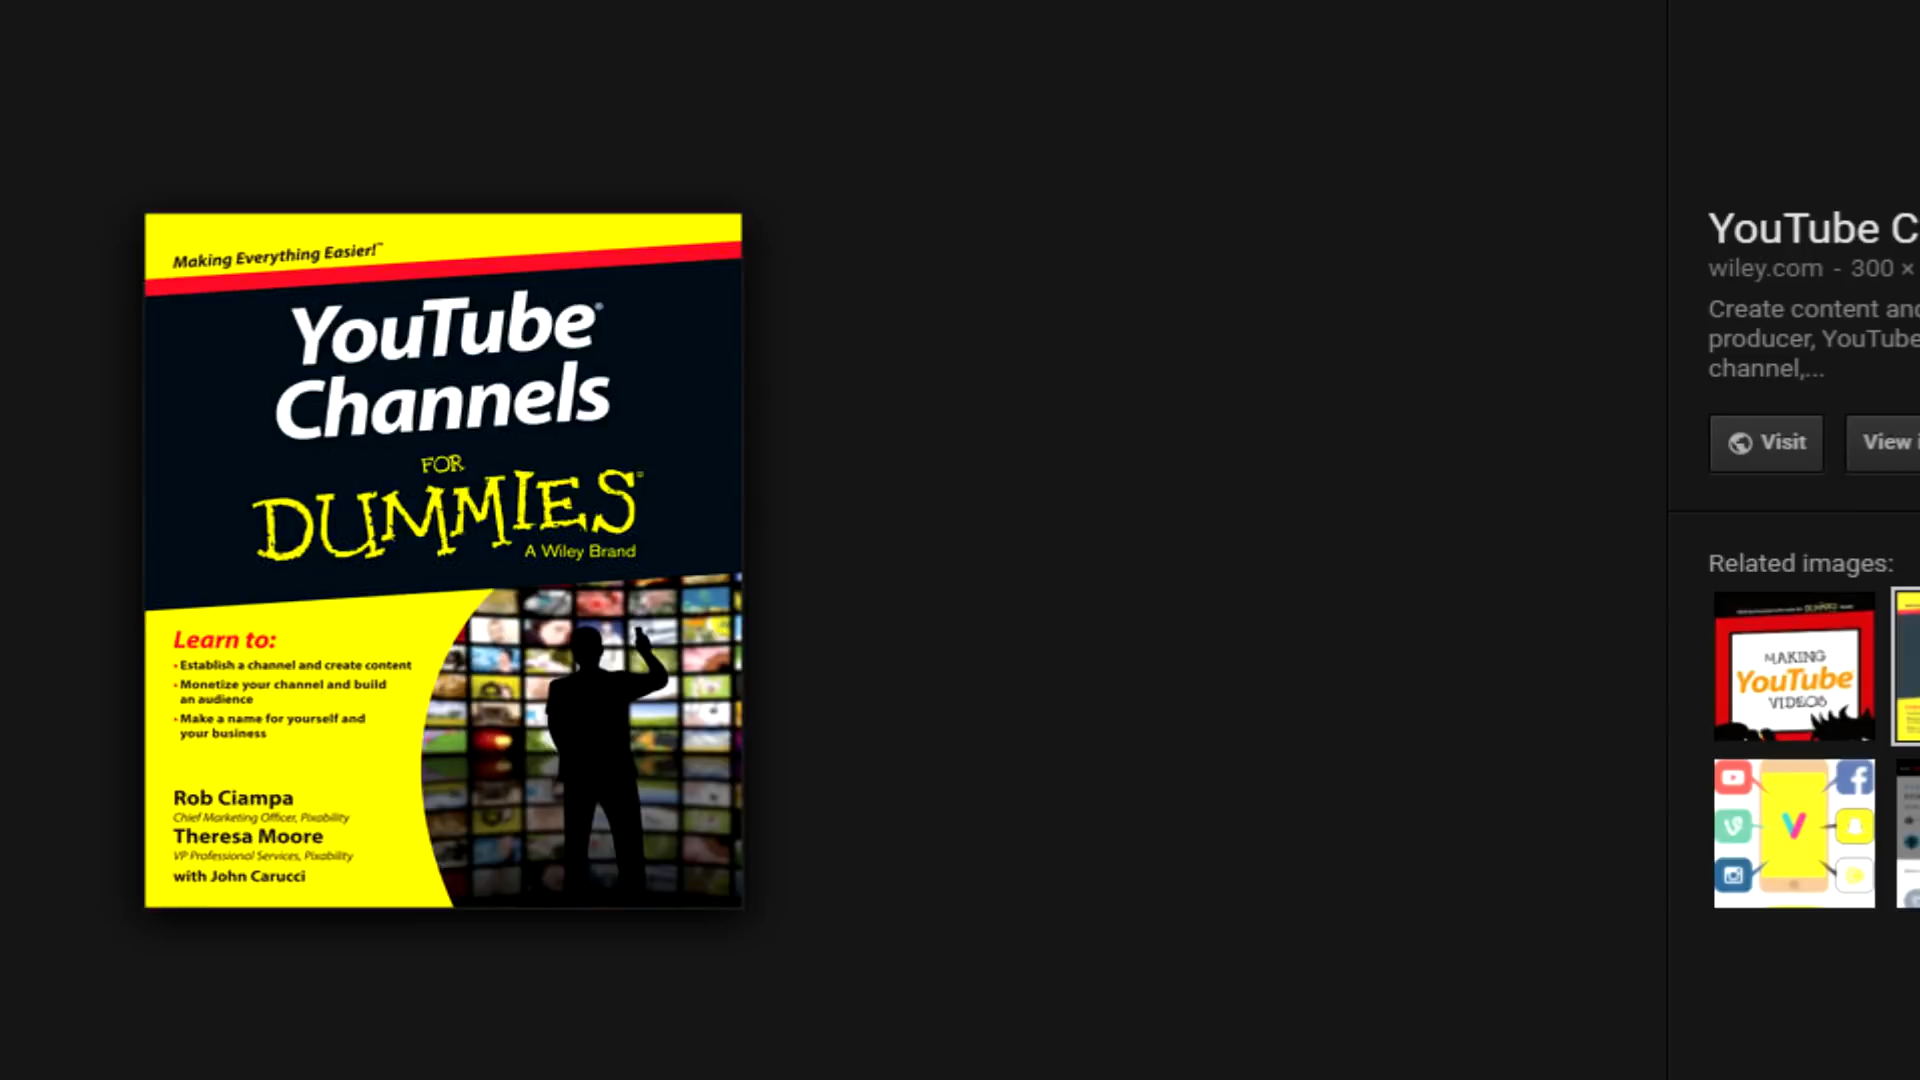 Making Everything Easier!™
YouTube®
Channels
FOR
DUMMIES™
A Wiley Brand
Learn to:
• Establish a channel and create content
• Monetize your channel and build
an audience
• Make a name for yourself and
your business
Rob Ciampa
Chief Marketing Officer, Pixability
Theresa Moore
VP Professional Services, Pixability
with John Carucci
YouTube C
wiley.com - 300 ×
Create content and
producer, YouTube
channel,...
Visit
View i
Related images:
MAKING
YouTube
VIDEOS